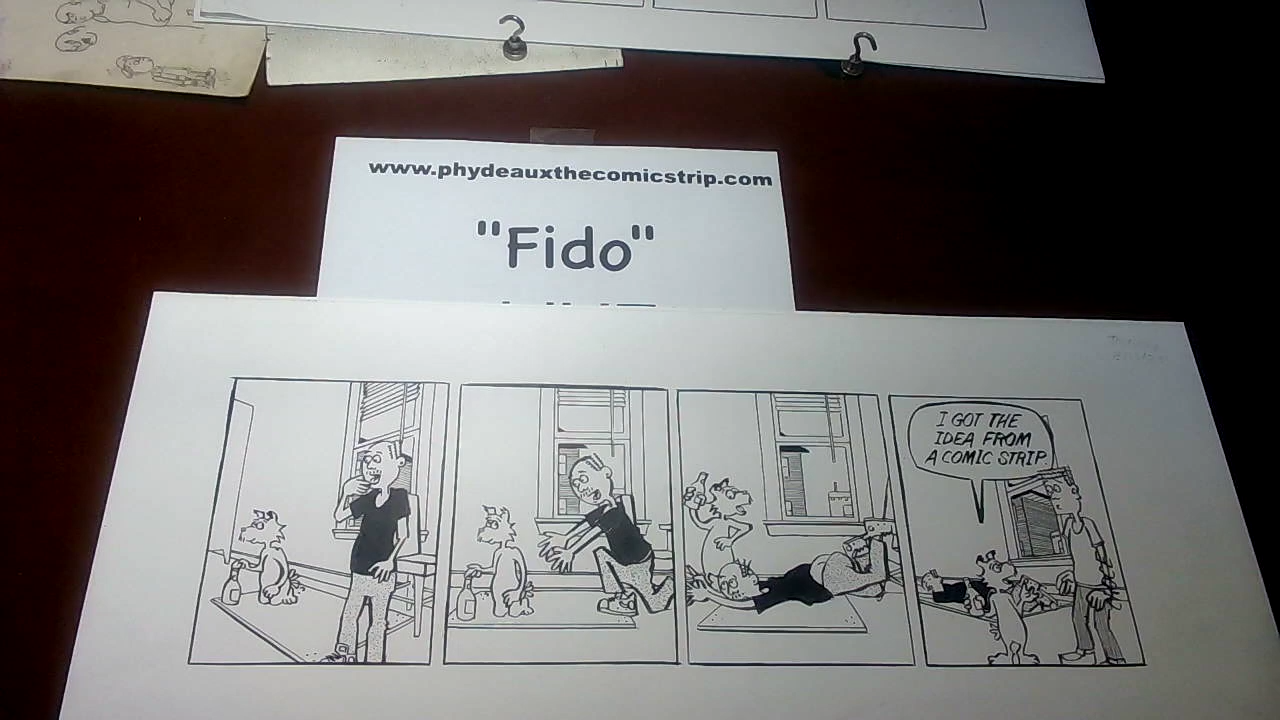 www.phydeauxthecomicstrip.com
"Fido"
I GOT THE
IDEA FROM
A COMIC STRIP